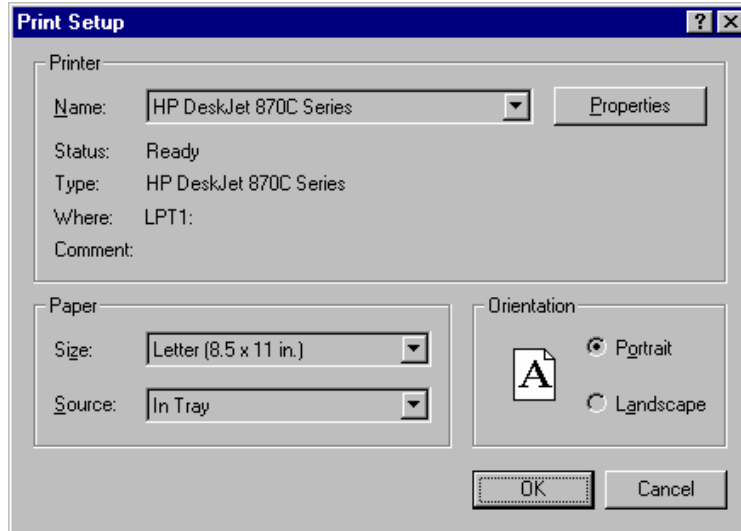 Print Setup
Printer
Name: HP DeskJet 870C Series Properties
Status: Ready
Type: HP DeskJet 870C Series
Where: LPT1:
Comment:
Paper
Size: Letter (8.5 x 11 in.)
Source: In Tray
Orientation
A
Portrait
Landscape
OK Cancel